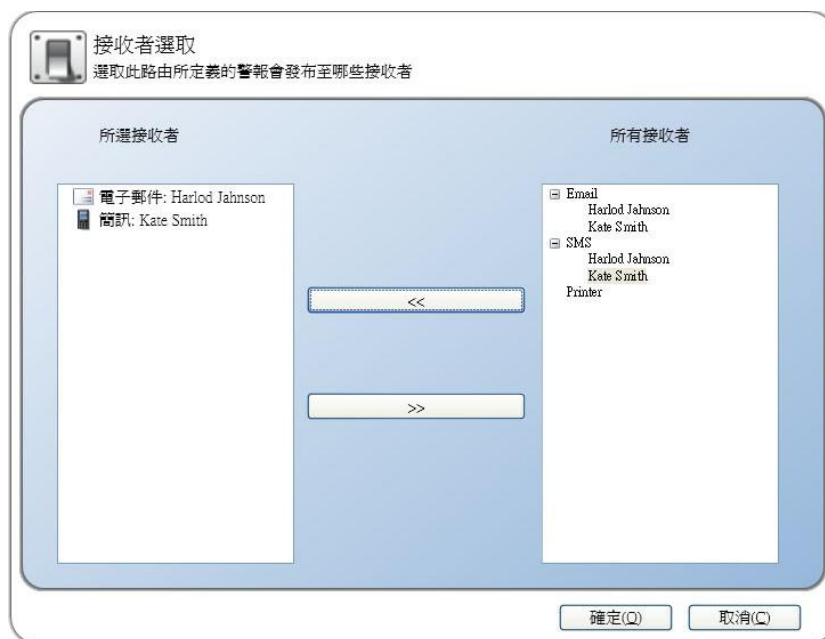 接收者選取
選取此路由所定義的警報會發布至哪些接收者
所選接收者
電子郵件: Harlod Jahnson
簡訊: Kate Smith
<<
>>
所有接收者
Email
Harlod Jahnson
Kate Smith
SMS
Harlod Jahnson
Kate Smith
Printer
確定(O)
取消(C)